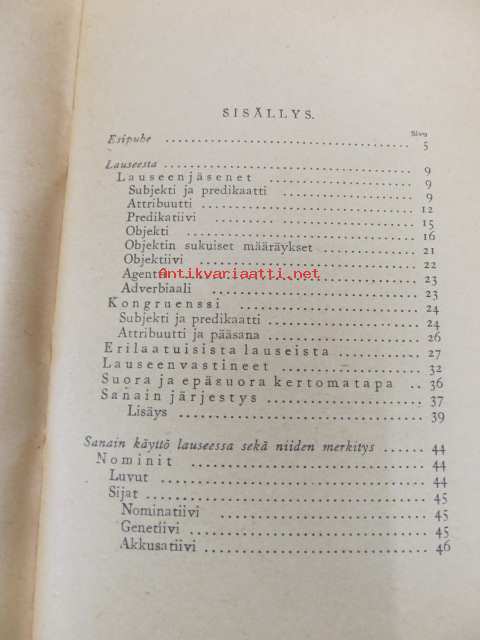 SISÄLLYS.
Sivu
Esipuhe .......... 5
Lauseesta .......... 9
Lauseenjäsenet .......... 9
Subjekti ja predikaatti .......... 9
Attribuutti .......... 12
Predikatiivi .......... 15
Objekti .......... 16
Objektin sukuiset määräykset .......... 21
Objektiivi .......... 22
Agentti .......... 23
Antikvariaatti.net
Adverbiaali .......... 23
Kongruenssi .......... 24
Subjekti ja predikaatti .......... 24
Attribuutti ja pääsana .......... 26
Erilaatuisista lauseista .......... 27
Lauseenvastineet .......... 32
Suora ja epäsuora kertomatapa .. 36
Sanain järjestys .......... 37
Lisäys .......... 39
Sanain käyttö lauseessa sekä niiden merkitys ...... 44
Nominit .......... 44
Luvut .......... 44
Sijat .......... 45
Nominatiivi .......... 45
Genetiivi .......... 45
Akkusatiivi .......... 46